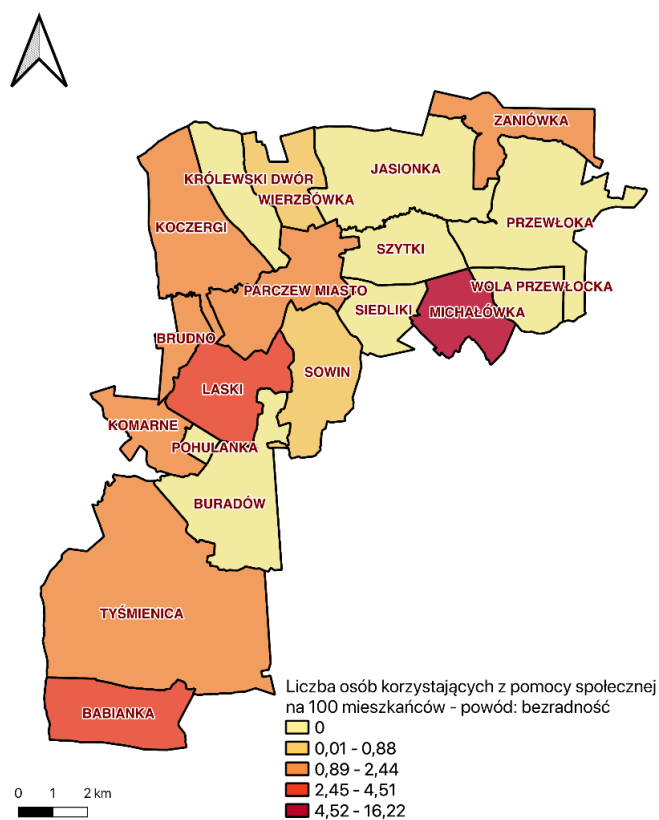 ZANIÓWKA
JASIONKA
KRÓLEWSKI DWÓR
WIERZBÓWKA
PRZEWŁOKA
KOCZERGI
SZYTKI
WOLA PRZEWŁOCKA
PARCZEW MIASTO
SIEDLIKI
MICHAŁÓWKA
BRUDNO
SOWIN
LASKI
KOMARNE
POHULANKA
BURADÓW
TYŚMIENICA
BABIANKA
Liczba osób korzystających z pomocy społecznej
na 100 mieszkańców - powód: bezradność
0
0,01 - 0,88
0,89 - 2,44
2,45 - 4,51
4,52 - 16,22
0 1 2 km